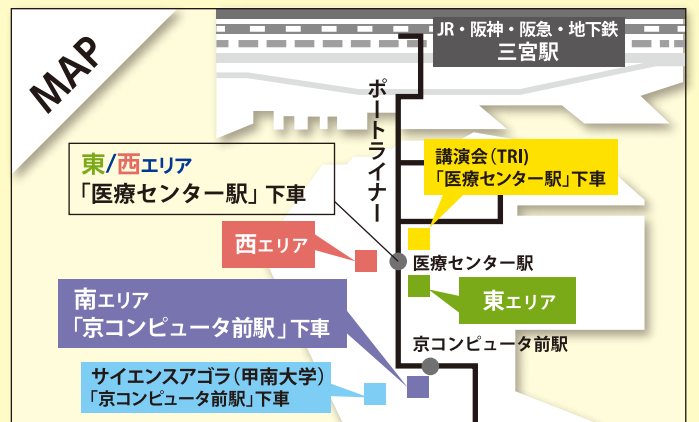 MAP
JR・阪神・阪急・地下鉄
三宮駅
ポートライナー
東/西エリア
「医療センター駅」下車
講演会(TRI)
「医療センター駅」下車
西エリア
医療センター駅
東エリア
南エリア
「京コンピュータ前駅」下車
京コンピュータ前駅
サイエンスアゴラ(甲南大学)
「京コンピュータ前駅」下車